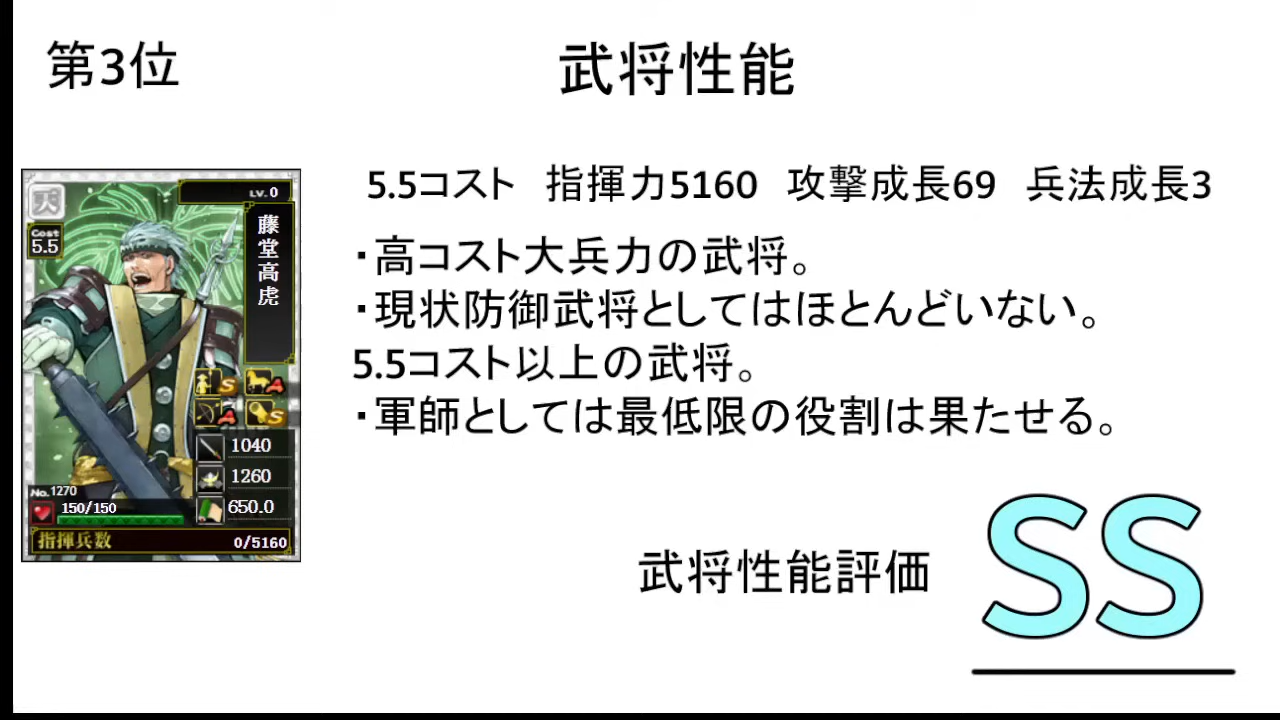 第3位
武将性能
天
LV.0
Cost
5.5
藤堂高虎
S
A
A
S
1040
1260
650.0
No.1270
150/150
指揮兵数
0/5160
5.5コスト 指揮力5160 攻撃成長69 兵法成長3
・高コスト大兵力の武将。
・現状防御武将としてはほとんどいない。
5.5コスト以上の武将。
・軍師としては最低限の役割は果たせる。
武将性能評価
SS